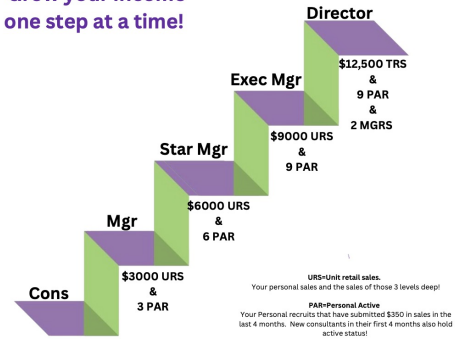 Grow your income
one step at a time!
Director
$12,500 TRS
&
9 PAR
&
2 MGRS
Exec Mgr
$9000 URS
&
9 PAR
Star Mgr
$6000 URS
&
6 PAR
Mgr
$3000 URS
&
3 PAR
Cons
URS=Unit retail sales.
Your personal sales and the sales of those 3 levels deep!
PAR=Personal Active
Your Personal recruits that have submitted $350 in sales in the
last 4 months. New consultants in their first 4 months also hold
active status!